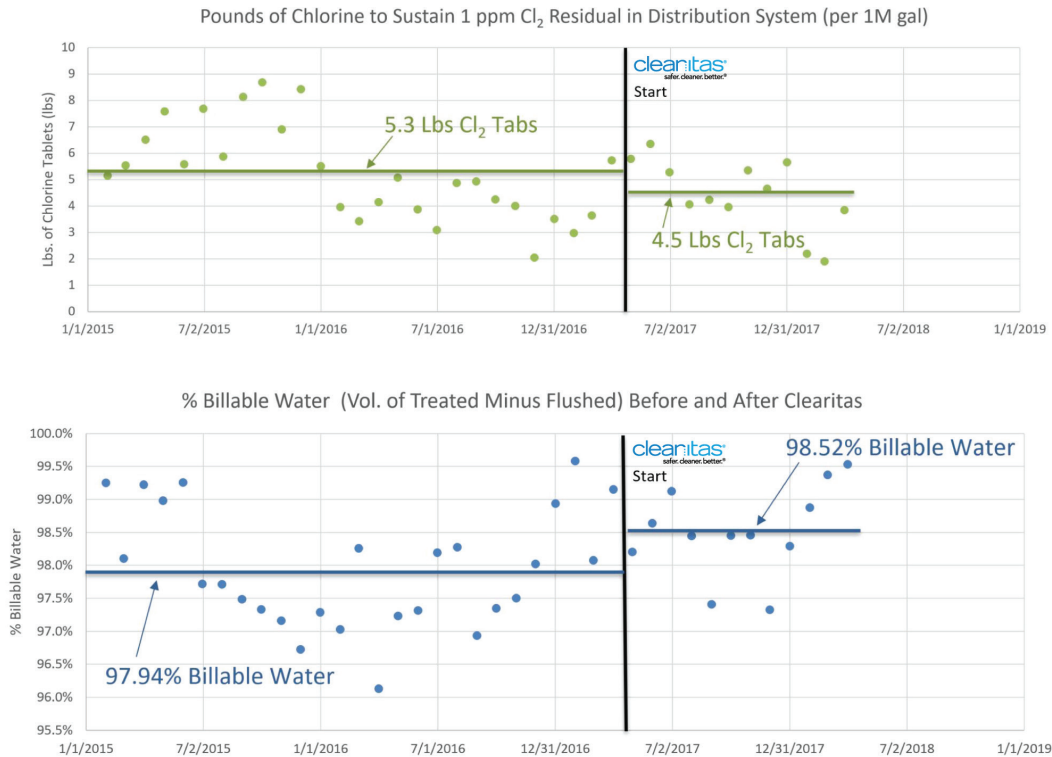 Pounds of Chlorine to Sustain 1 ppm Cl₂ Residual in Distribution System (per 1M gal)
Lbs. of Chlorine Tablets (lbs)
10
9
8
7
6
5
4
3
2
1
0
clearitas®
safer. cleaner. better.®
Start
5.3 Lbs Cl₂ Tabs
4.5 Lbs Cl₂ Tabs
1/1/2015 7/2/2015 1/1/2016 7/1/2016 12/31/2016 7/2/2017 12/31/2017 7/2/2018 1/1/2019
% Billable Water (Vol. of Treated Minus Flushed) Before and After Clearitas
% Billable Water
100.0%
99.5%
99.0%
98.5%
98.0%
97.5%
97.0%
96.5%
96.0%
95.5%
clearitas®
safer. cleaner. better.®
Start
98.52% Billable Water
97.94% Billable Water
1/1/2015 7/2/2015 1/1/2016 7/1/2016 12/31/2016 7/2/2017 12/31/2017 7/2/2018 1/1/2019